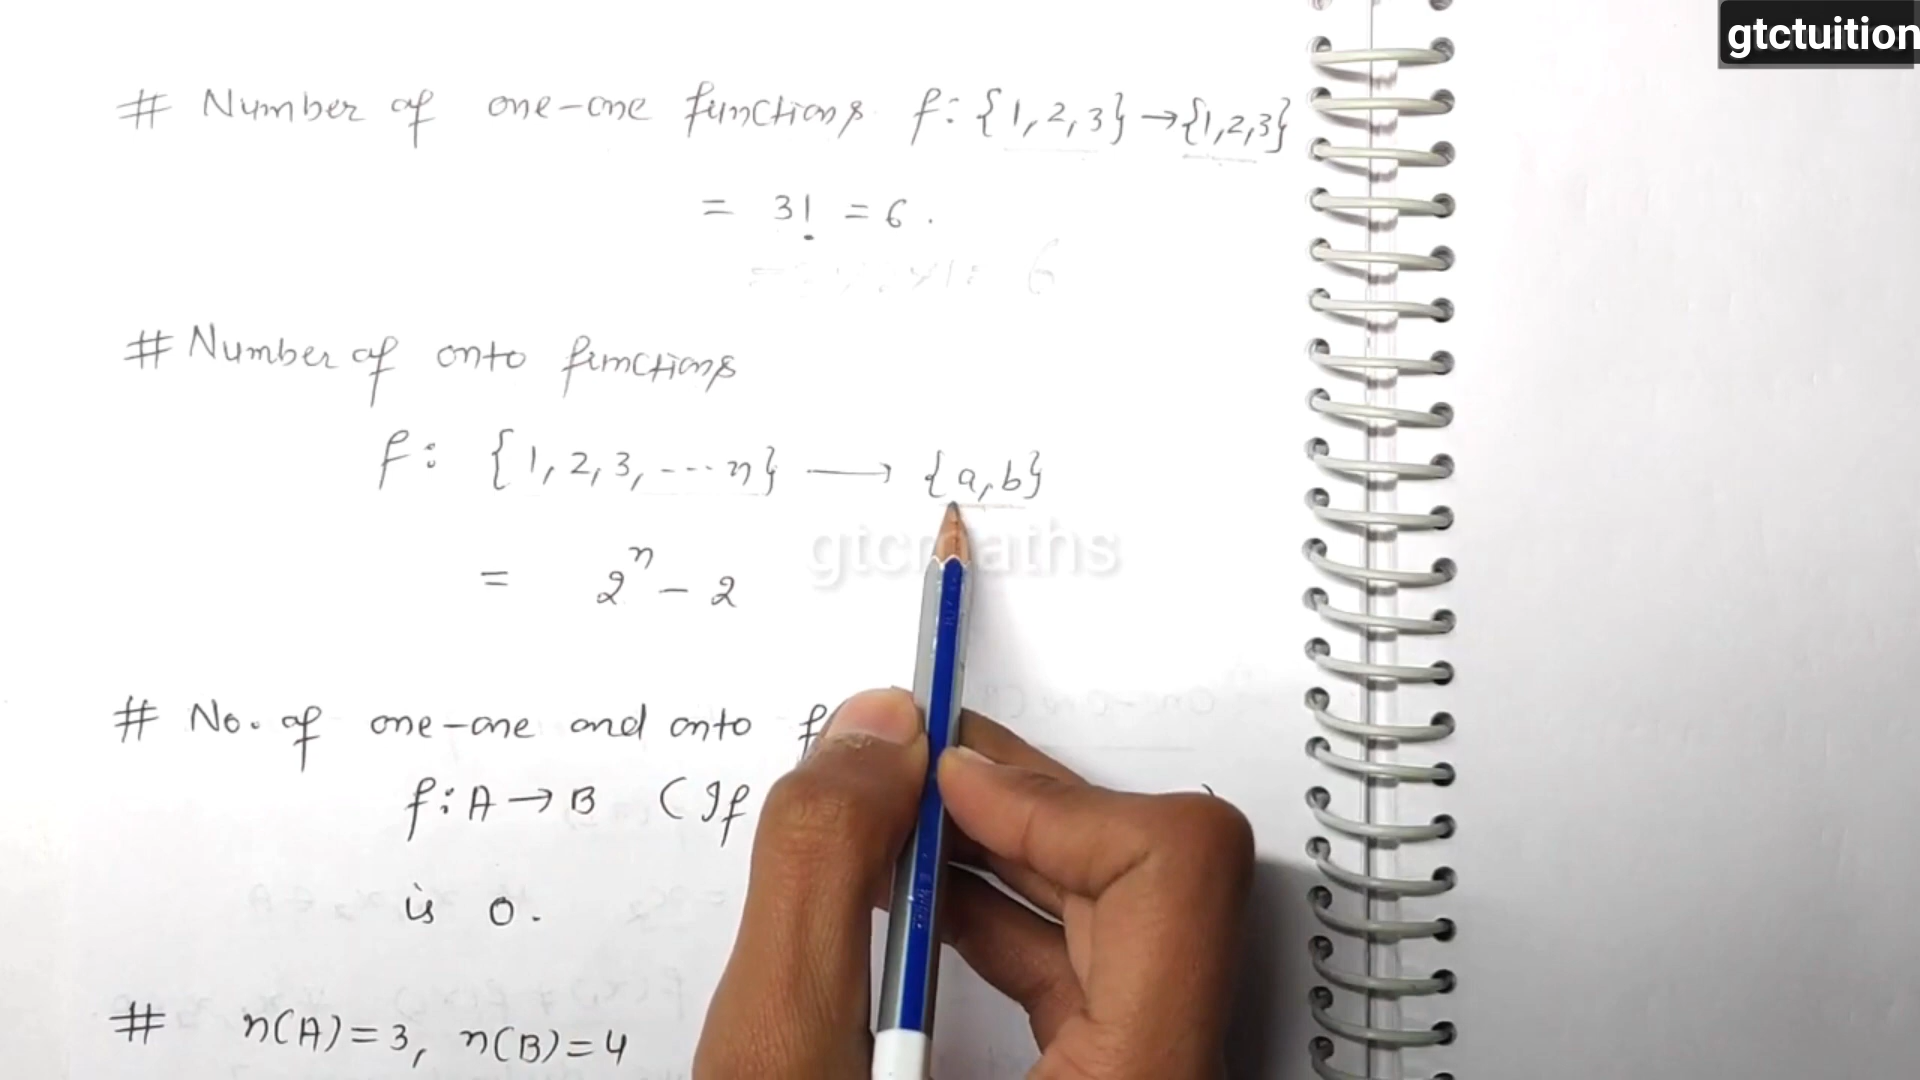 gtctuition
# Number of one-one functions f: {1, 2, 3} → {1,2,3}
= 3! = 6.
6
# Number of onto functions
f: {1, 2, 3, ---- n} → {a, b}
gtcmaths
= 2ⁿ - 2
# No. of one-one and onto f
f: A → B (If )
is 0.
# n(A) = 3, n(B) = 4